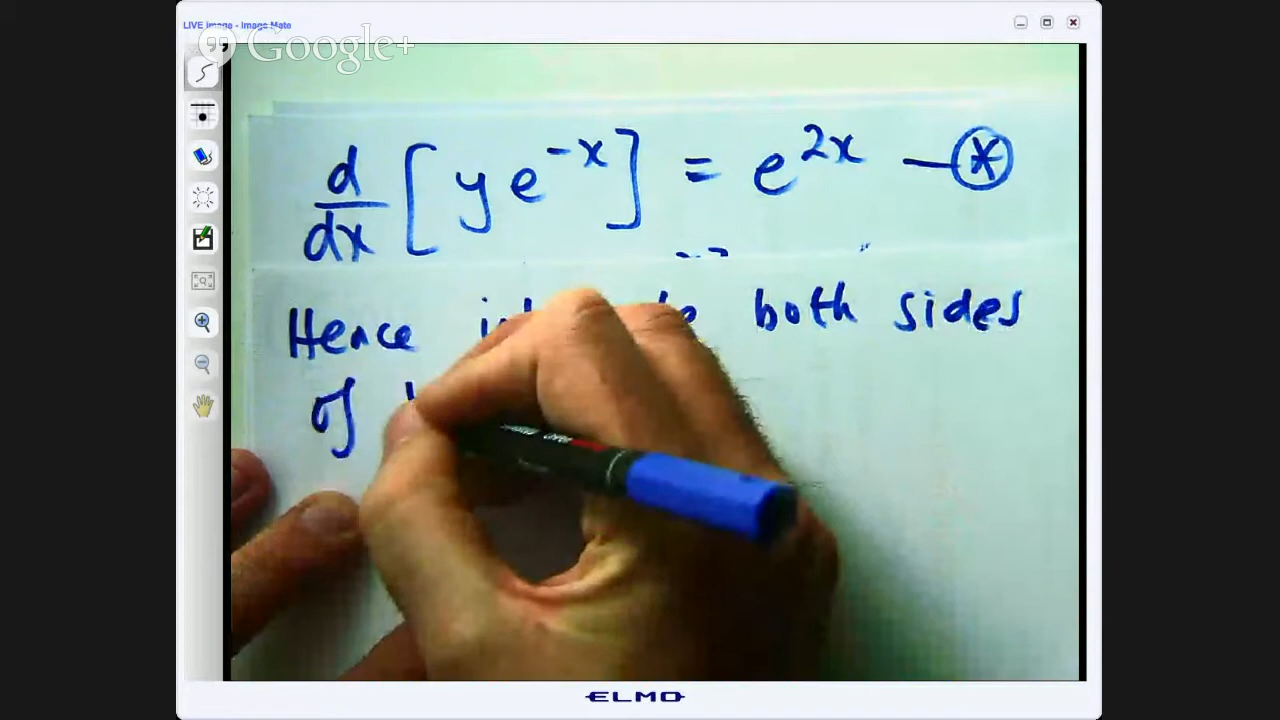 LIVE image - Image Mate
Google+
d/dx [ye^{-x}] = e^{2x} — ⊛
Hence both sides
of
ELMO